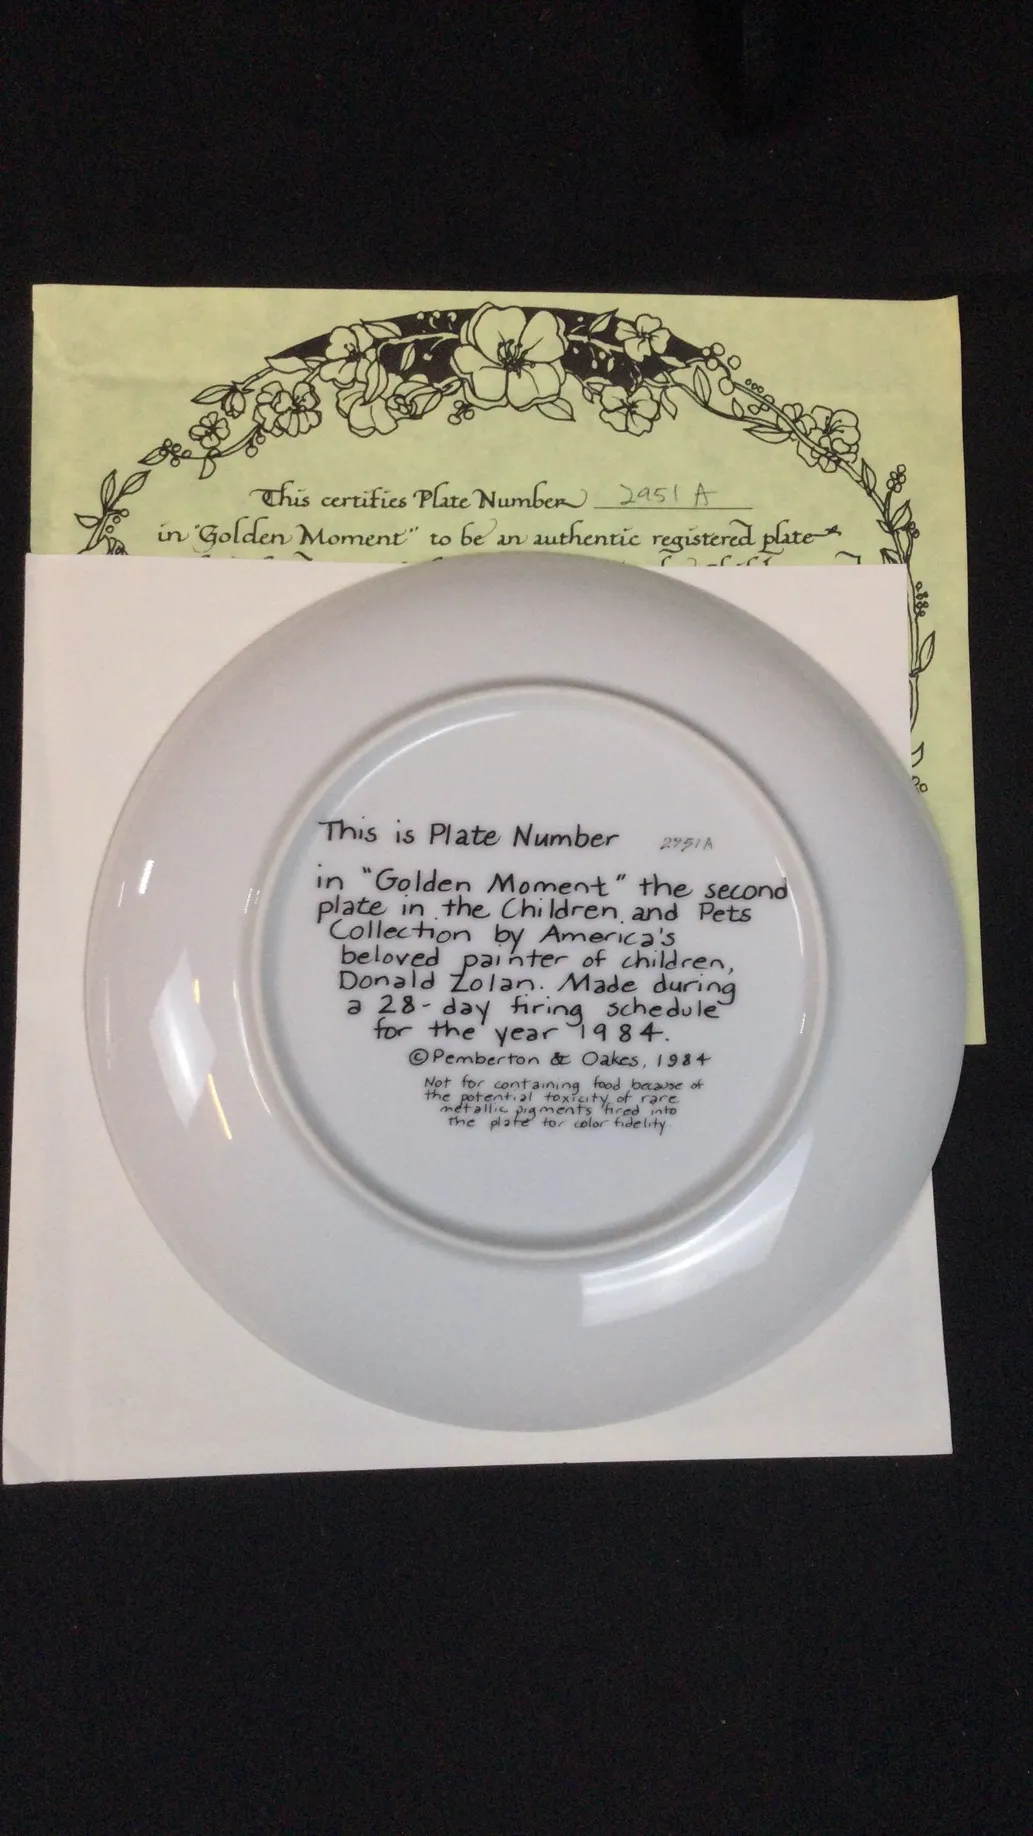 This certifies Plate Number 2951 A
in "Golden Moment" to be an authentic registered plate
This is Plate Number 2951A
in "Golden Moment" the second
plate in the Children and Pets
Collection by America's
beloved painter of children,
Donald Zolan. Made during
a 28-day firing schedule
for the year 1984.
©Pemberton & Oakes, 1984
Not for containing food because of
the potential toxicity of rare
metallic pigments fired into
the plate for color fidelity.